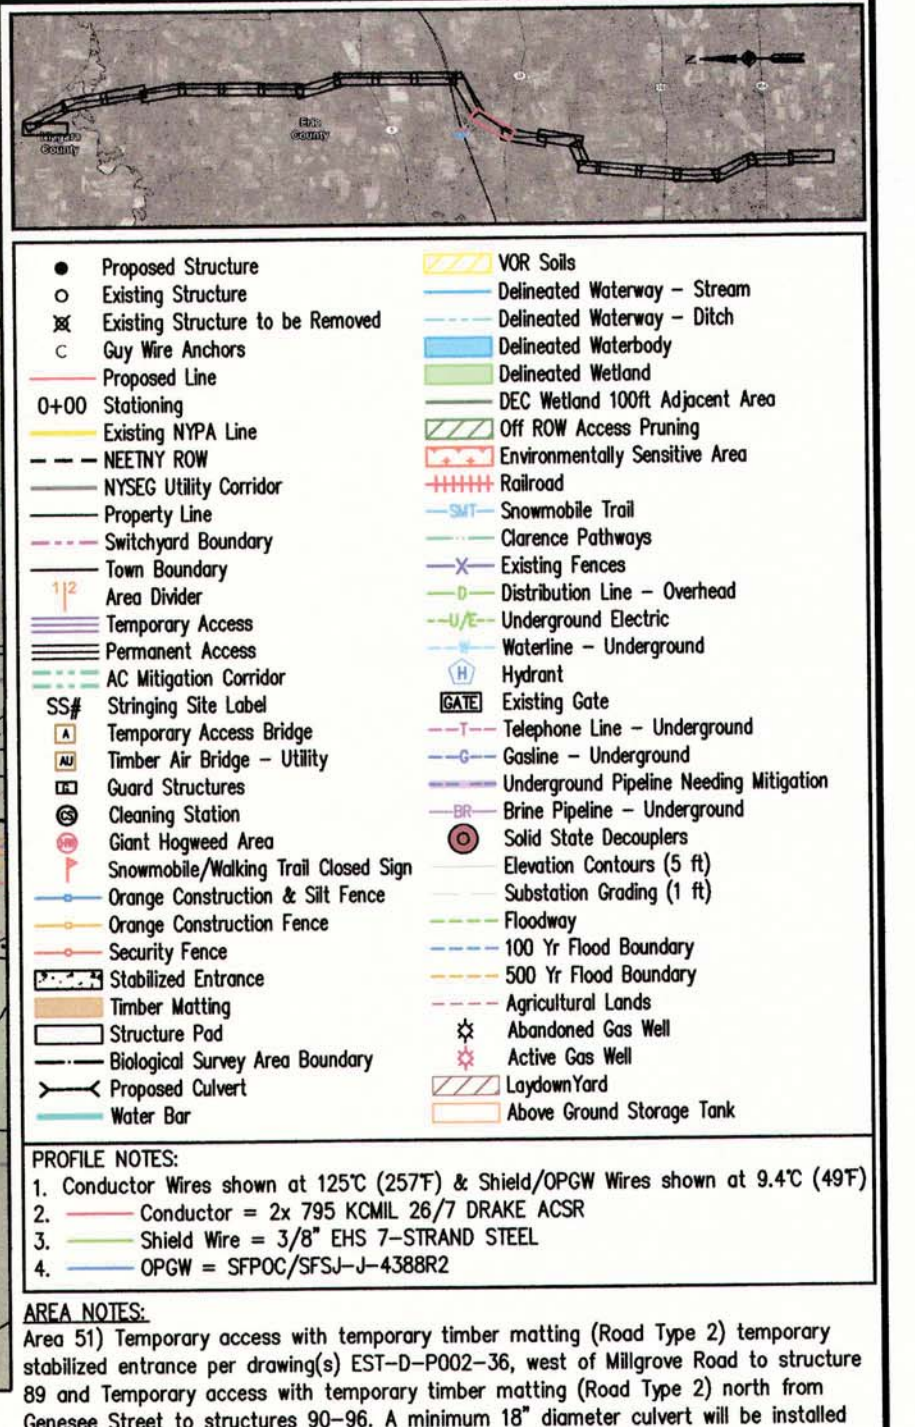 N
Erie
County
Niagara
County
Proposed Structure
Existing Structure
Existing Structure to be Removed
C Guy Wire Anchors
Proposed Line
0+00 Stationing
Existing NYPA Line
NEETNY ROW
NYSEG Utility Corridor
Property Line
Switchyard Boundary
Town Boundary
1|2 Area Divider
Temporary Access
Permanent Access
AC Mitigation Corridor
SS# Stringing Site Label
A Temporary Access Bridge
AU Timber Air Bridge - Utility
G Guard Structures
CS Cleaning Station
HW Giant Hogweed Area
Snowmobile/Walking Trail Closed Sign
Orange Construction & Silt Fence
Orange Construction Fence
Security Fence
Stabilized Entrance
Timber Matting
Structure Pad
Biological Survey Area Boundary
Proposed Culvert
Water Bar
VOR Soils
Delineated Waterway - Stream
Delineated Waterway - Ditch
Delineated Waterbody
Delineated Wetland
DEC Wetland 100ft Adjacent Area
Off ROW Access Pruning
Environmentally Sensitive Area
Railroad
SMT Snowmobile Trail
Clarence Pathways
X Existing Fences
D Distribution Line - Overhead
U/E Underground Electric
W Waterline - Underground
H Hydrant
GATE Existing Gate
T Telephone Line - Underground
G Gasline - Underground
Underground Pipeline Needing Mitigation
BR Brine Pipeline - Underground
Solid State Decouplers
Elevation Contours (5 ft)
Substation Grading (1 ft)
Floodway
100 Yr Flood Boundary
500 Yr Flood Boundary
Agricultural Lands
Abandoned Gas Well
Active Gas Well
LaydownYard
Above Ground Storage Tank
PROFILE NOTES:
1. Conductor Wires shown at 125°C (257°F) & Shield/OPGW Wires shown at 9.4°C (49°F)
2. Conductor = 2x 795 KCMIL 26/7 DRAKE ACSR
3. Shield Wire = 3/8" EHS 7-STRAND STEEL
4. OPGW = SFPOC/SFSJ-J-4388R2
AREA NOTES:
Area 51) Temporary access with temporary timber matting (Road Type 2) temporary
stabilized entrance per drawing(s) EST-D-P002-36, west of Millgrove Road to structure
89 and Temporary access with temporary timber matting (Road Type 2) north from
Genesee Street to structures 90-96. A minimum 18" diameter culvert will be installed